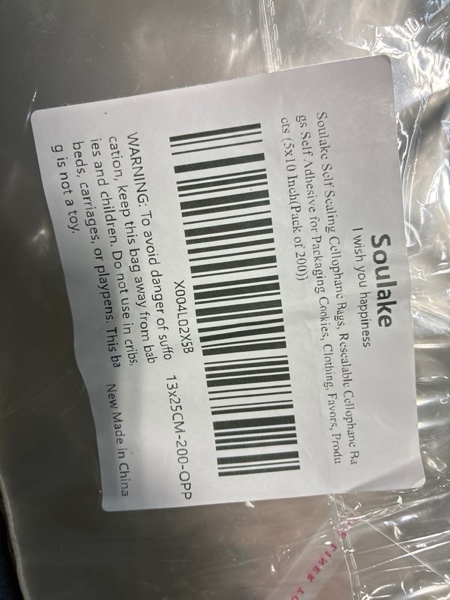 Soulake
I wish you happiness
Soulake Self Sealing Cellophane Bags, Resealable Cellophane Ba
gs Self Adhesive for Packaging Cookies, Clothing, Favors, Produ
cts (5x10 Inch(Pack of 200))
X004L02X5B
13x25CM-200-OPP
WARNING: To avoid danger of suffo
cation, keep this bag away from bab
ies and children. Do not use in cribs,
beds, carriages, or playpens. This ba
g is not a toy.
New Made in China
LINER TO